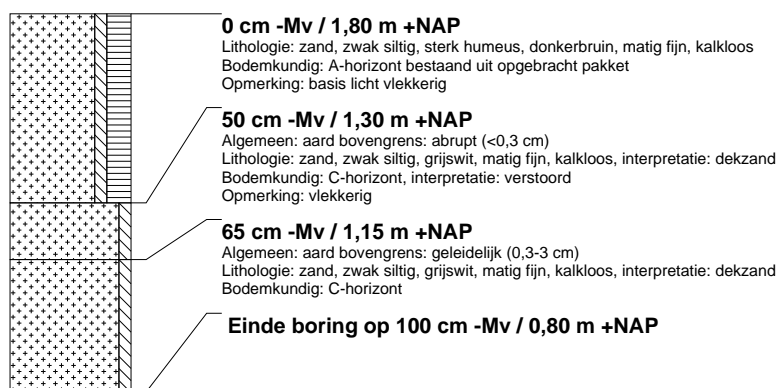 0 cm -Mv / 1,80 m +NAP
Lithologie: zand, zwak siltig, sterk humeus, donkerbruin, matig fijn, kalkloos
Bodemkundig: A-horizont bestaand uit opgebracht pakket
Opmerking: basis licht vlekkerig
50 cm -Mv / 1,30 m +NAP
Algemeen: aard bovengrens: abrupt (<0,3 cm)
Lithologie: zand, zwak siltig, grijswit, matig fijn, kalkloos, interpretatie: dekzand
Bodemkundig: C-horizont, interpretatie: verstoord
Opmerking: vlekkerig
65 cm -Mv / 1,15 m +NAP
Algemeen: aard bovengrens: geleidelijk (0,3-3 cm)
Lithologie: zand, zwak siltig, grijswit, matig fijn, kalkloos, interpretatie: dekzand
Bodemkundig: C-horizont
Einde boring op 100 cm -Mv / 0,80 m +NAP